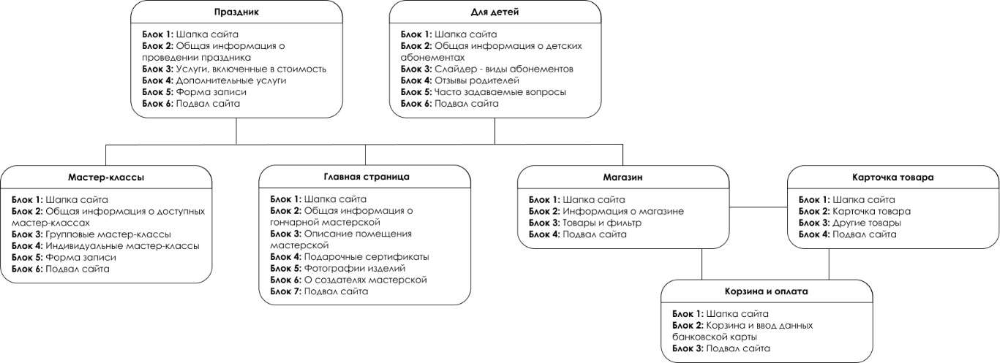 Праздник
Блок 1: Шапка сайта
Блок 2: Общая информация о
проведении праздника
Блок 3: Услуги, включенные в стоимость
Блок 4: Дополнительные услуги
Блок 5: Форма записи
Блок 6: Подвал сайта
Для детей
Блок 1: Шапка сайта
Блок 2: Общая информация о детских
абонементах
Блок 3: Слайдер - виды абонементов
Блок 4: Отзывы родителей
Блок 5: Часто задаваемые вопросы
Блок 6: Подвал сайта
Мастер-классы
Блок 1: Шапка сайта
Блок 2: Общая информация о доступных
мастер-классах
Блок 3: Групповые мастер-классы
Блок 4: Индивидуальные мастер-классы
Блок 5: Форма записи
Блок 6: Подвал сайта
Главная страница
Блок 1: Шапка сайта
Блок 2: Общая информация о
гончарной мастерской
Блок 3: Описание помещения
мастерской
Блок 4: Подарочные сертификаты
Блок 5: Фотографии изделий
Блок 6: О создателях мастерской
Блок 7: Подвал сайта
Магазин
Блок 1: Шапка сайта
Блок 2: Информация о магазине
Блок 3: Товары и фильтр
Блок 4: Подвал сайта
Карточка товара
Блок 1: Шапка сайта
Блок 2: Карточка товара
Блок 3: Другие товары
Блок 4: Подвал сайта
Корзина и оплата
Блок 1: Шапка сайта
Блок 2: Корзина и ввод данных
банковской карты
Блок 3: Подвал сайта